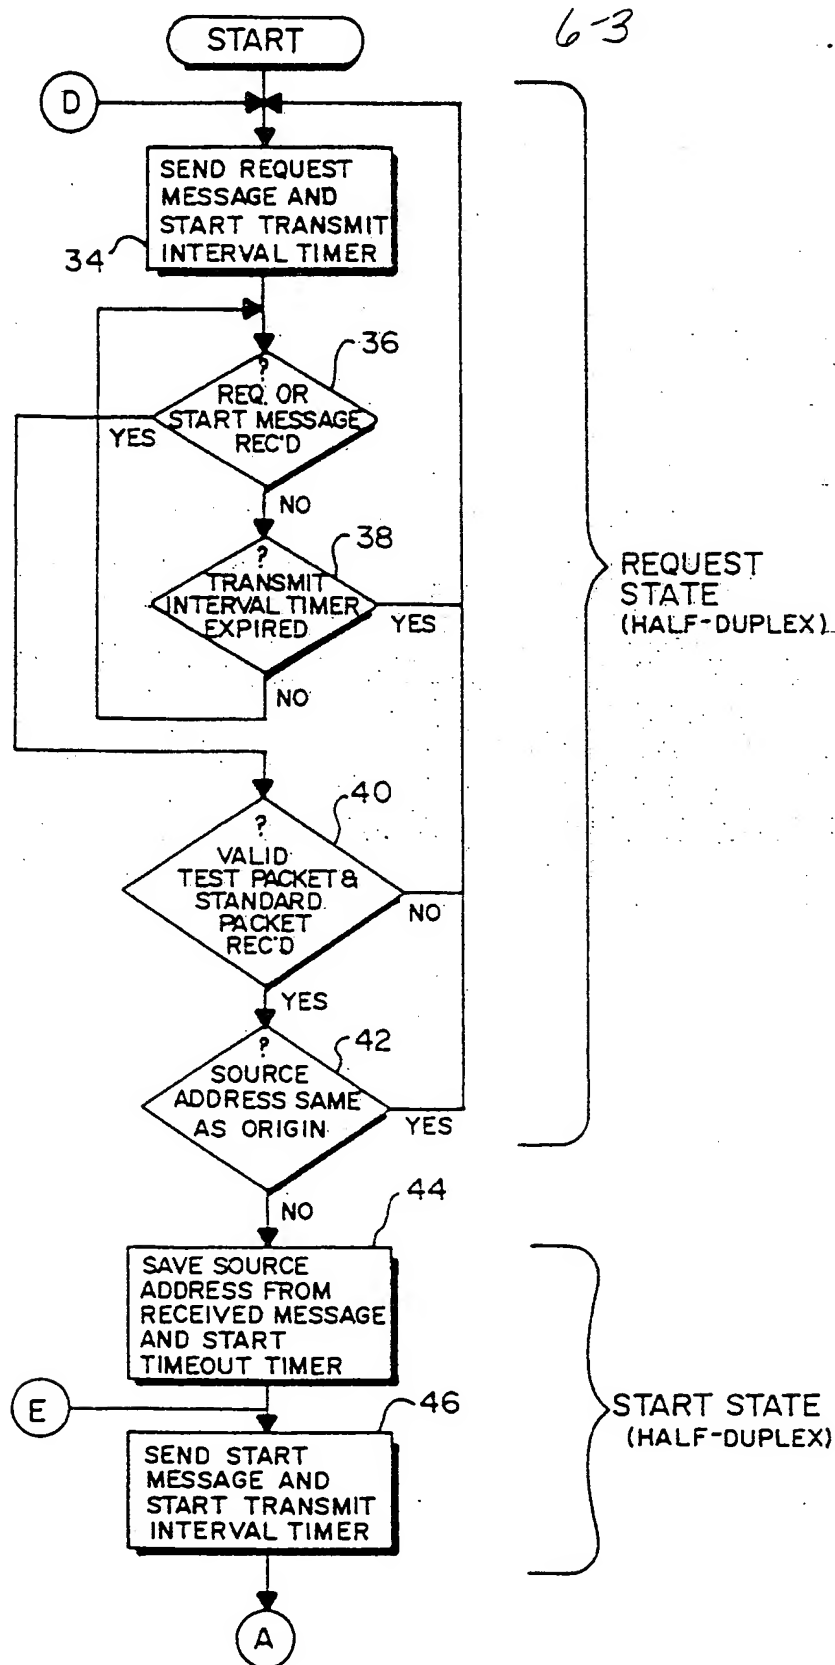 6-3
START
D
SEND REQUEST
MESSAGE AND
START TRANSMIT
INTERVAL TIMER
34
36
?
REQ. OR
START MESSAGE
REC'D
YES
NO
38
?
TRANSMIT
INTERVAL TIMER
EXPIRED
YES
NO
REQUEST
STATE
(HALF-DUPLEX)
40
?
VALID
TEST PACKET &
STANDARD
PACKET
REC'D
NO
YES
42
?
SOURCE
ADDRESS SAME
AS ORIGIN
YES
NO
44
SAVE SOURCE
ADDRESS FROM
RECEIVED MESSAGE
AND START
TIMEOUT TIMER
E
46
START STATE
(HALF-DUPLEX)
SEND START
MESSAGE AND
START TRANSMIT
INTERVAL TIMER
A